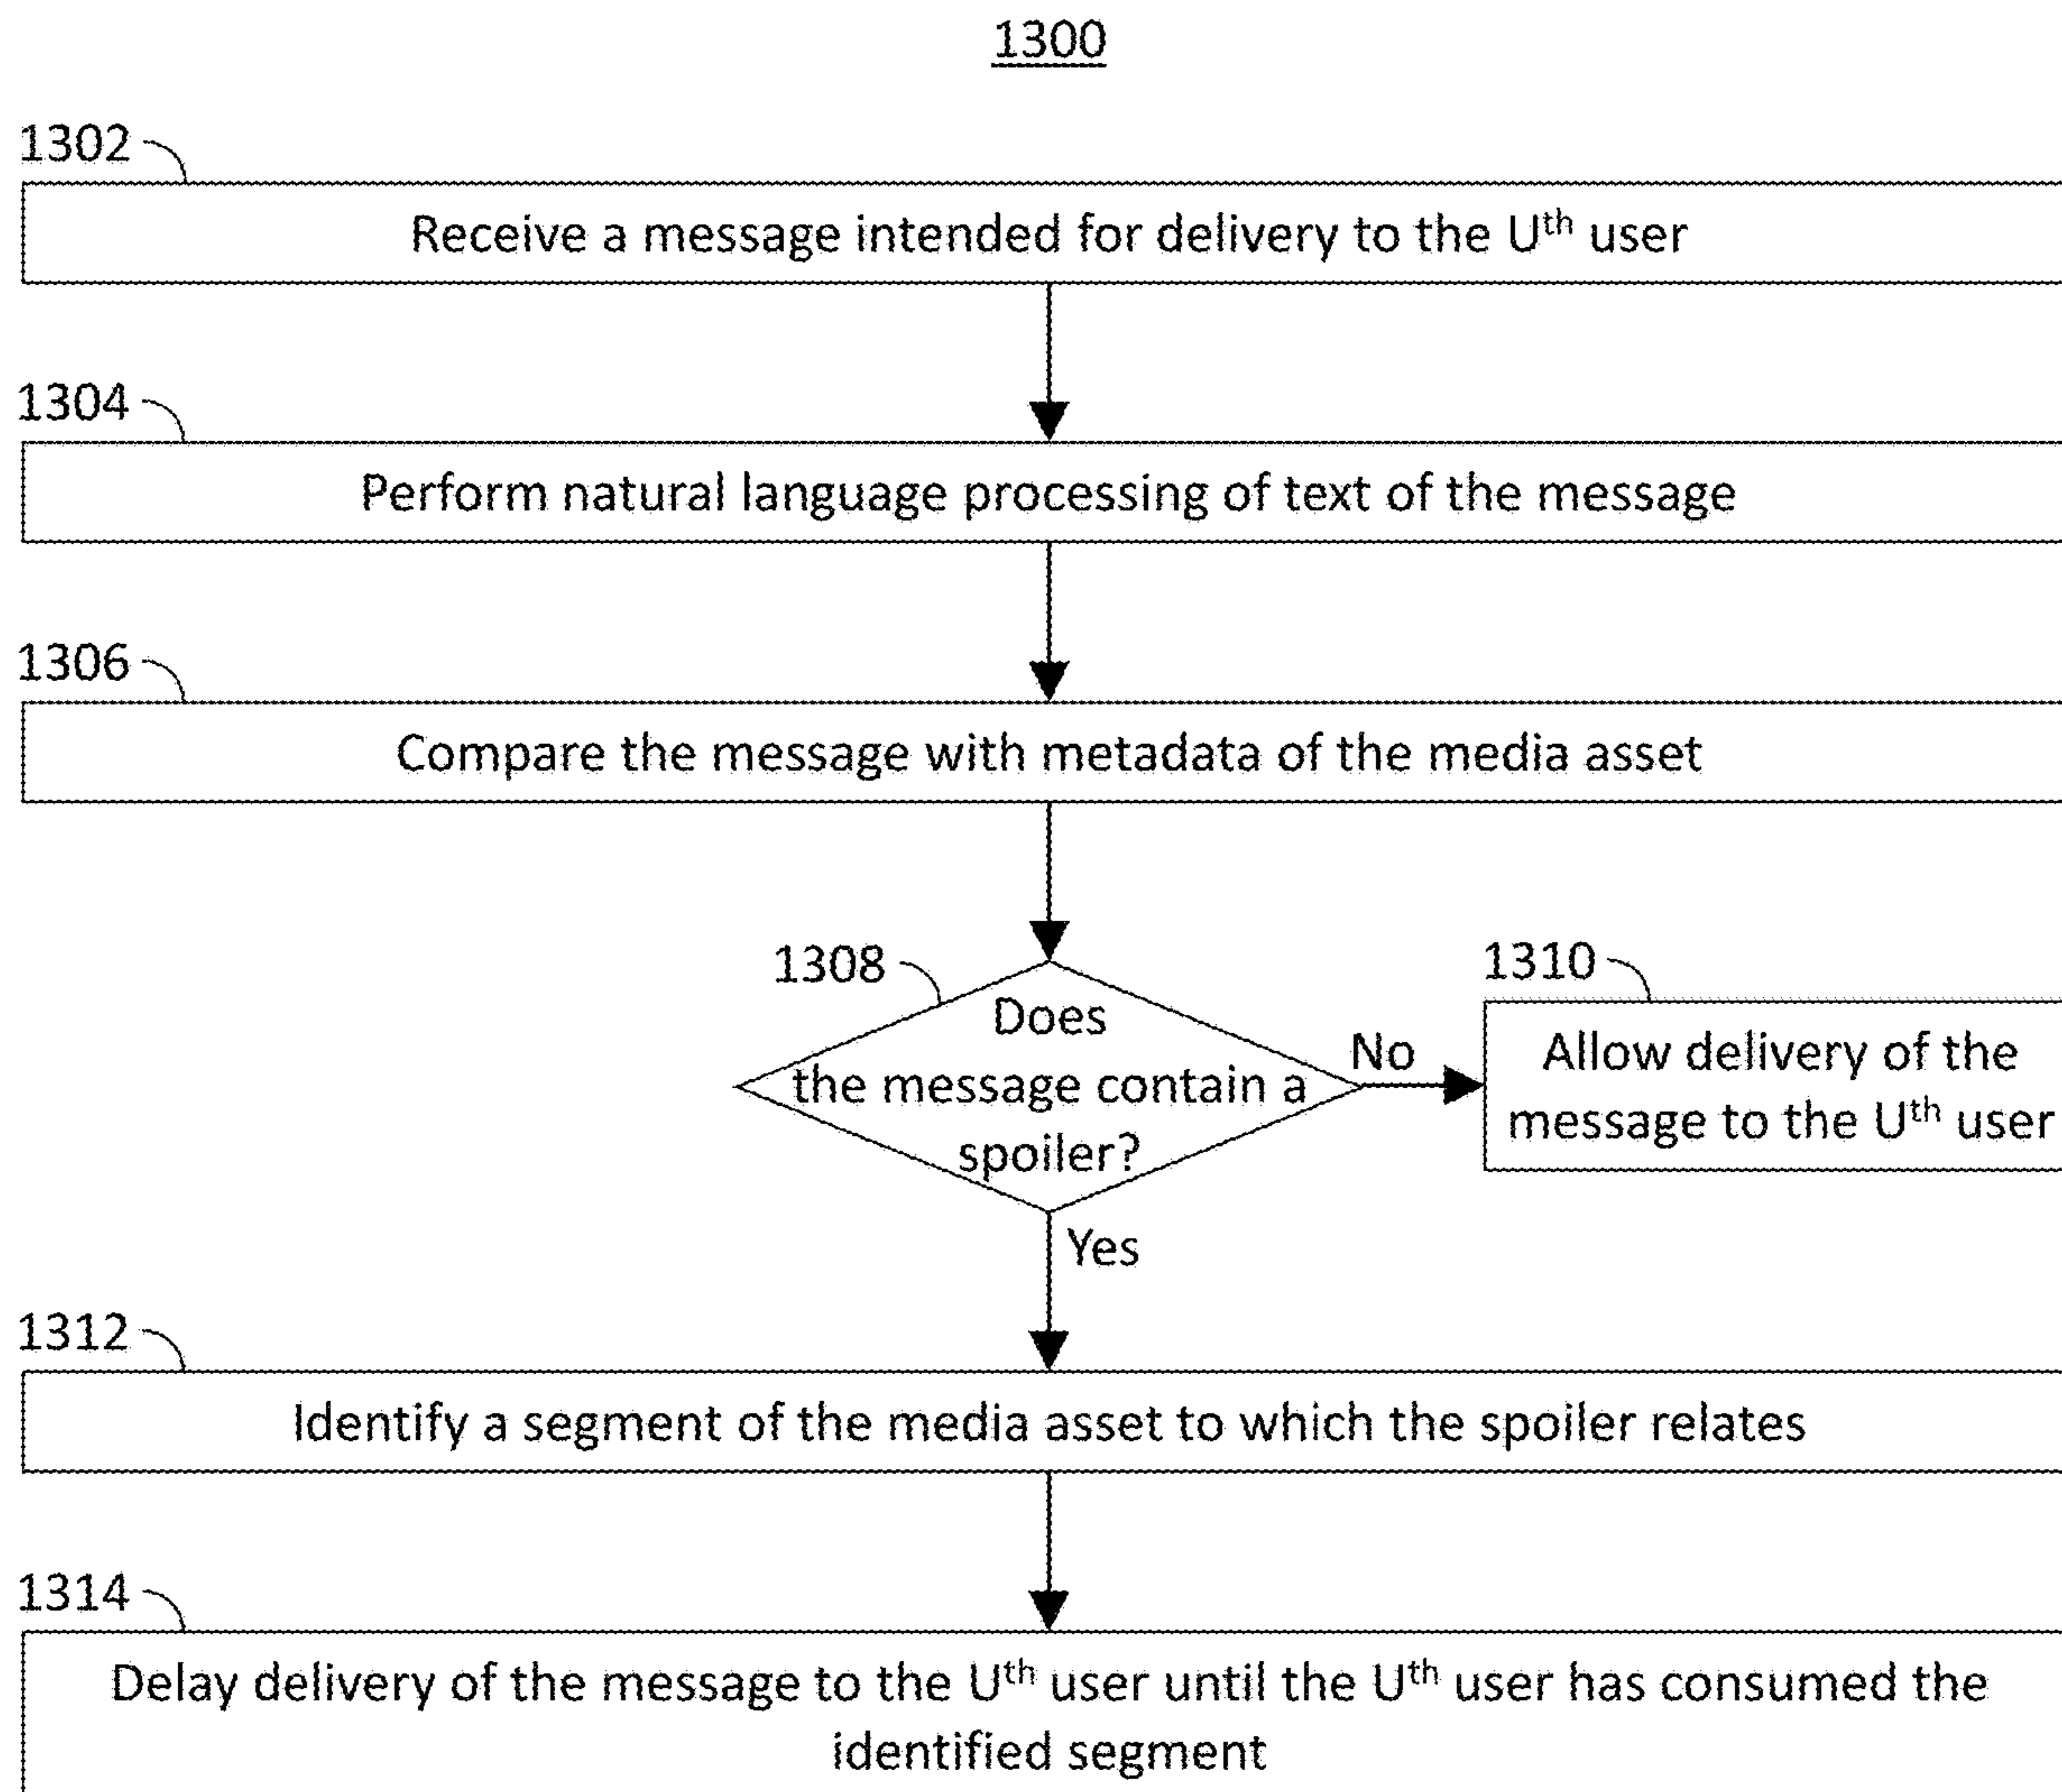 1300
1302
Receive a message intended for delivery to the Uth user
1304
Perform natural language processing of text of the message
1306
Compare the message with metadata of the media asset
1308
Does
the message contain a
spoiler?
No
1310
Allow delivery of the
message to the Uth user
Yes
1312
Identify a segment of the media asset to which the spoiler relates
1314
Delay delivery of the message to the Uth user until the Uth user has consumed the
identified segment